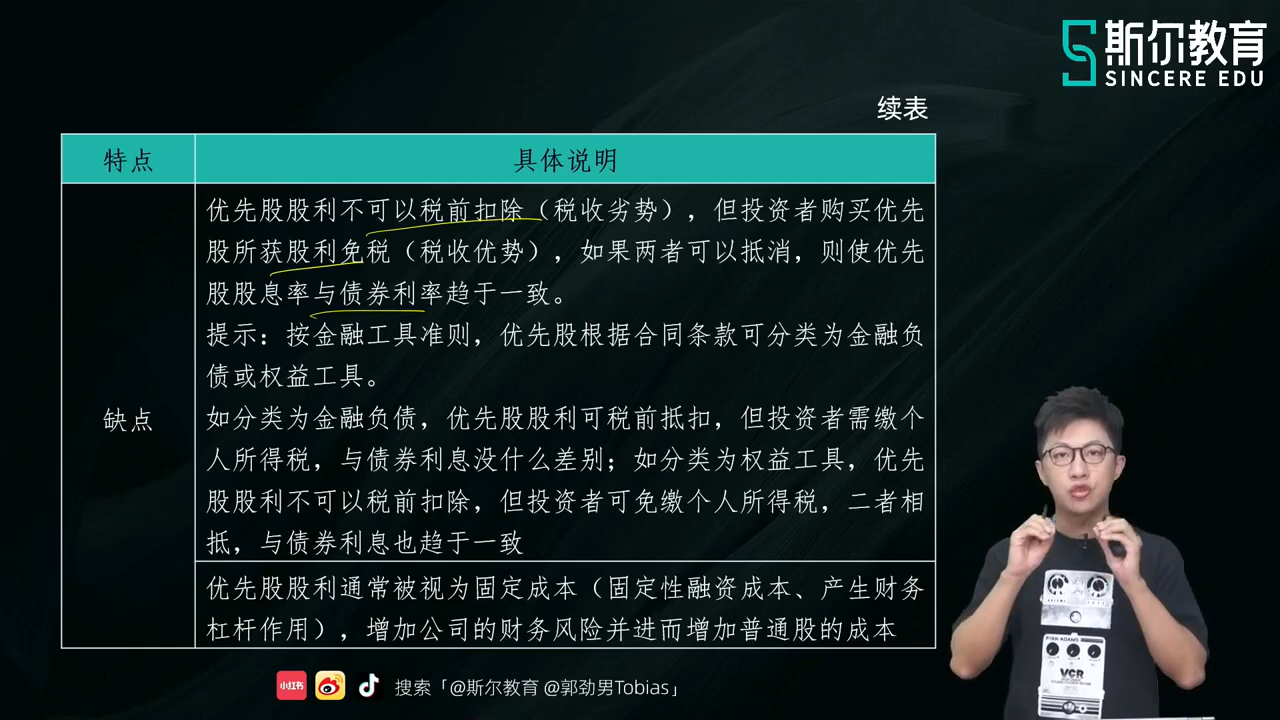 斯尔教育
SINCERE EDU
续表
特点
具体说明
优先股股利不可以税前扣除（税收劣势），但投资者购买优先
股所获股利免税（税收优势），如果两者可以抵消，则使优先
股股息率与债券利率趋于一致。
提示：按金融工具准则，优先股根据合同条款可分类为金融负
债或权益工具。
缺点
如分类为金融负债，优先股股利可税前抵扣，但投资者需缴个
人所得税，与债券利息没什么差别；如分类为权益工具，优先
股股利不可以税前扣除，但投资者可免缴个人所得税，二者相
抵，与债券利息也趋于一致
优先股股利通常被视为固定成本（固定性融资成本、产生财务
杠杆作用），增加公司的财务风险并进而增加普通股的成本
小红书
搜索「@斯尔教育 @郭劲男Tobias」
RYAN ADAMS
VCR